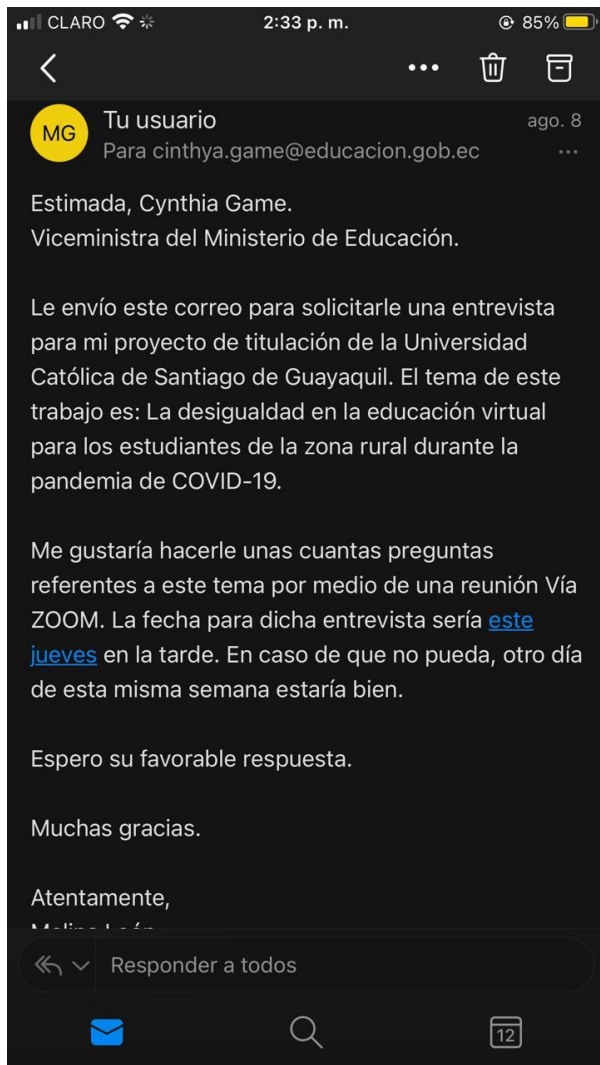 CLARO 2:33 p. m. 85%
MG Tu usuario ago. 8
Para cinthya.game@educacion.gob.ec
Estimada, Cynthia Game.
Viceministra del Ministerio de Educación.
Le envío este correo para solicitarle una entrevista
para mi proyecto de titulación de la Universidad
Católica de Santiago de Guayaquil. El tema de este
trabajo es: La desigualdad en la educación virtual
para los estudiantes de la zona rural durante la
pandemia de COVID-19.
Me gustaría hacerle unas cuantas preguntas
referentes a este tema por medio de una reunión Vía
ZOOM. La fecha para dicha entrevista sería este
jueves en la tarde. En caso de que no pueda, otro día
de esta misma semana estaría bien.
Espero su favorable respuesta.
Muchas gracias.
Atentamente,
Responder a todos
12